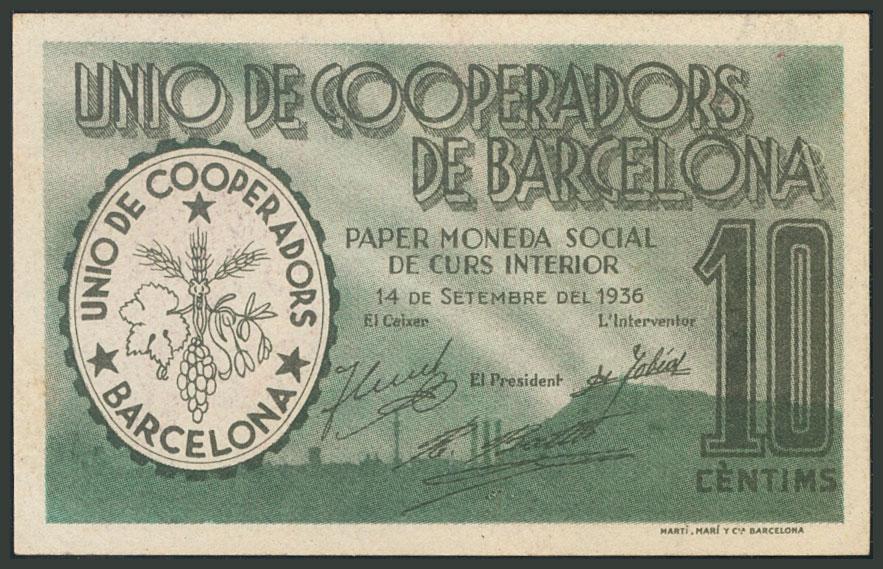 UNIO DE COOPERADORS
DE BARCELONA
UNIO DE COOPERADORS
BARCELONA
PAPER MONEDA SOCIAL
DE CURS INTERIOR
14 DE SETEMBRE DEL 1936
El Caixer
L'Interventor
El President
10
CÈNTIMS
MARTÍ, MARÍ Y Cª BARCELONA